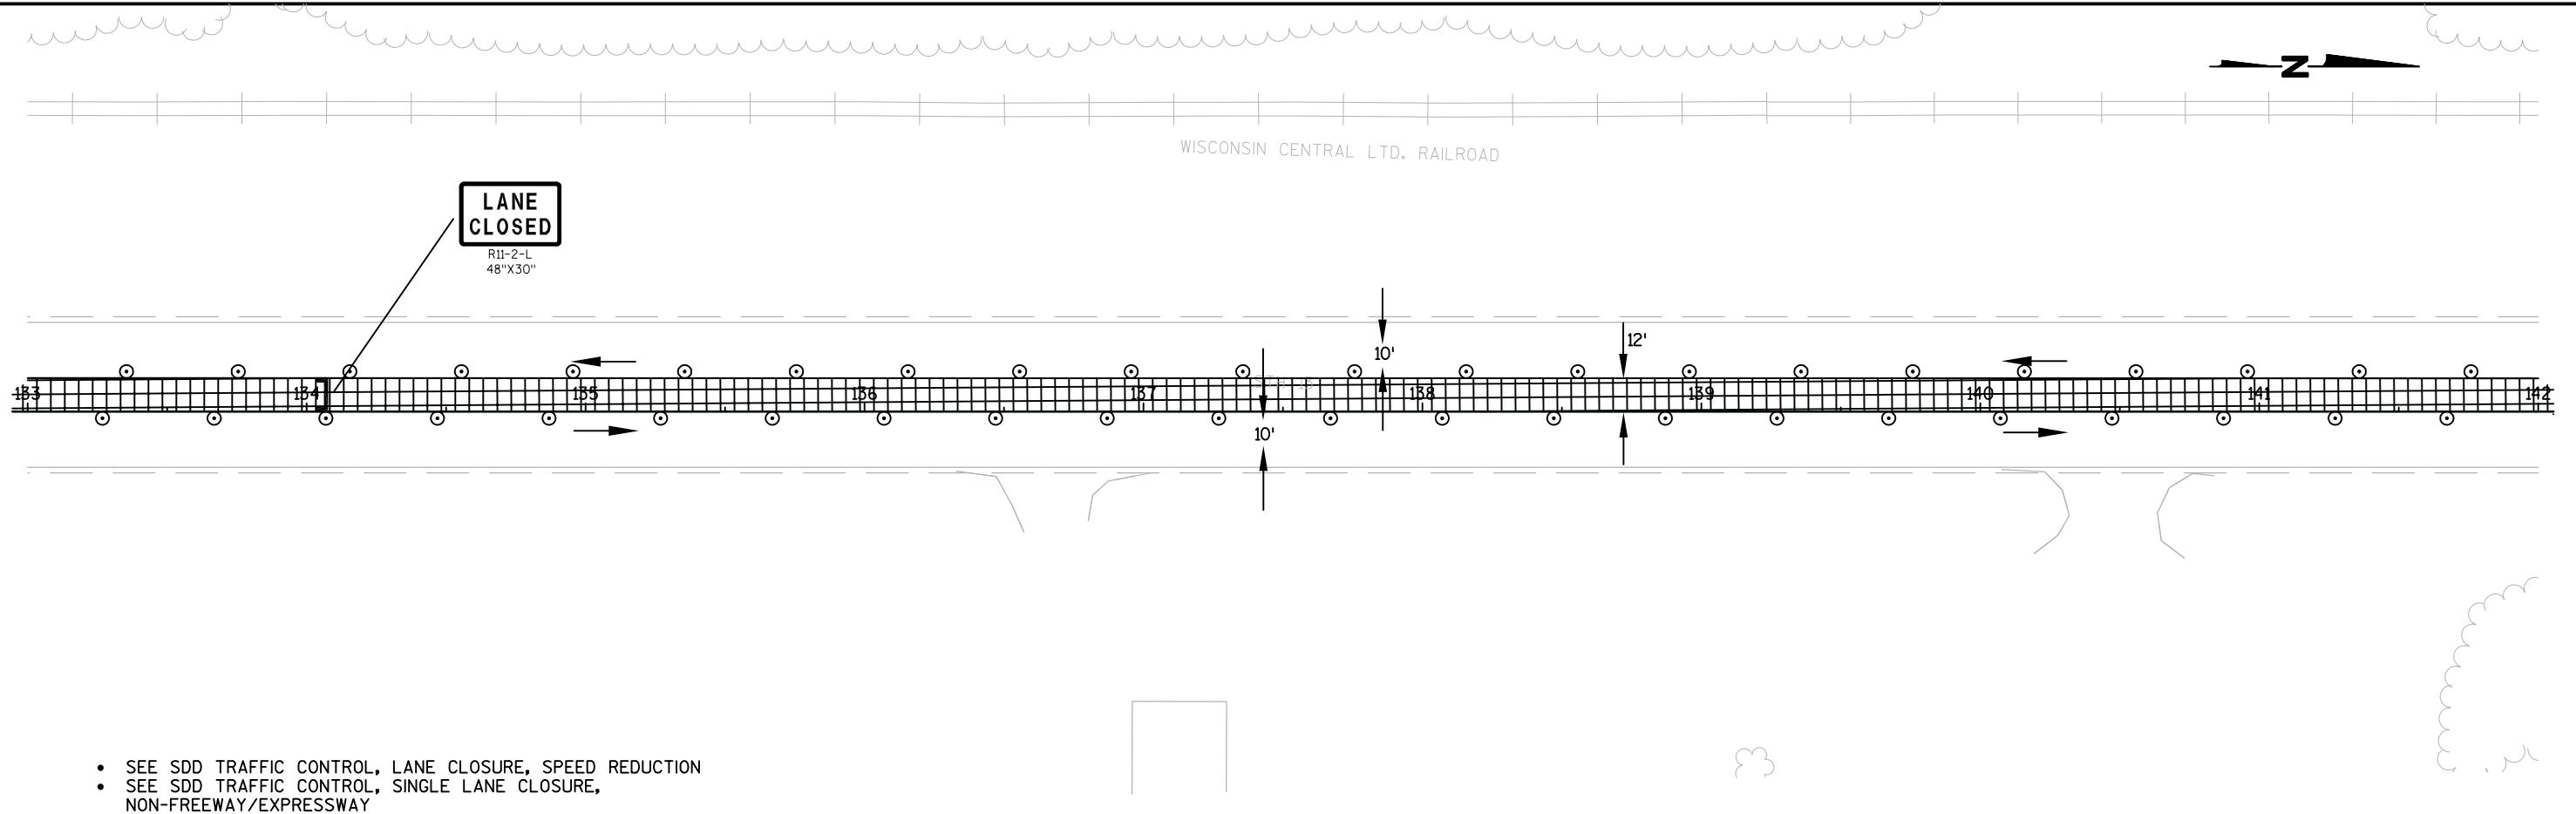 N
WISCONSIN CENTRAL LTD. RAILROAD
LANE
CLOSED
R11-2-L
48"X30"
12'
10'
133 134 135 136 137 138 139 140 141 142
10'
• SEE SDD TRAFFIC CONTROL, LANE CLOSURE, SPEED REDUCTION
• SEE SDD TRAFFIC CONTROL, SINGLE LANE CLOSURE,
NON-FREEWAY/EXPRESSWAY